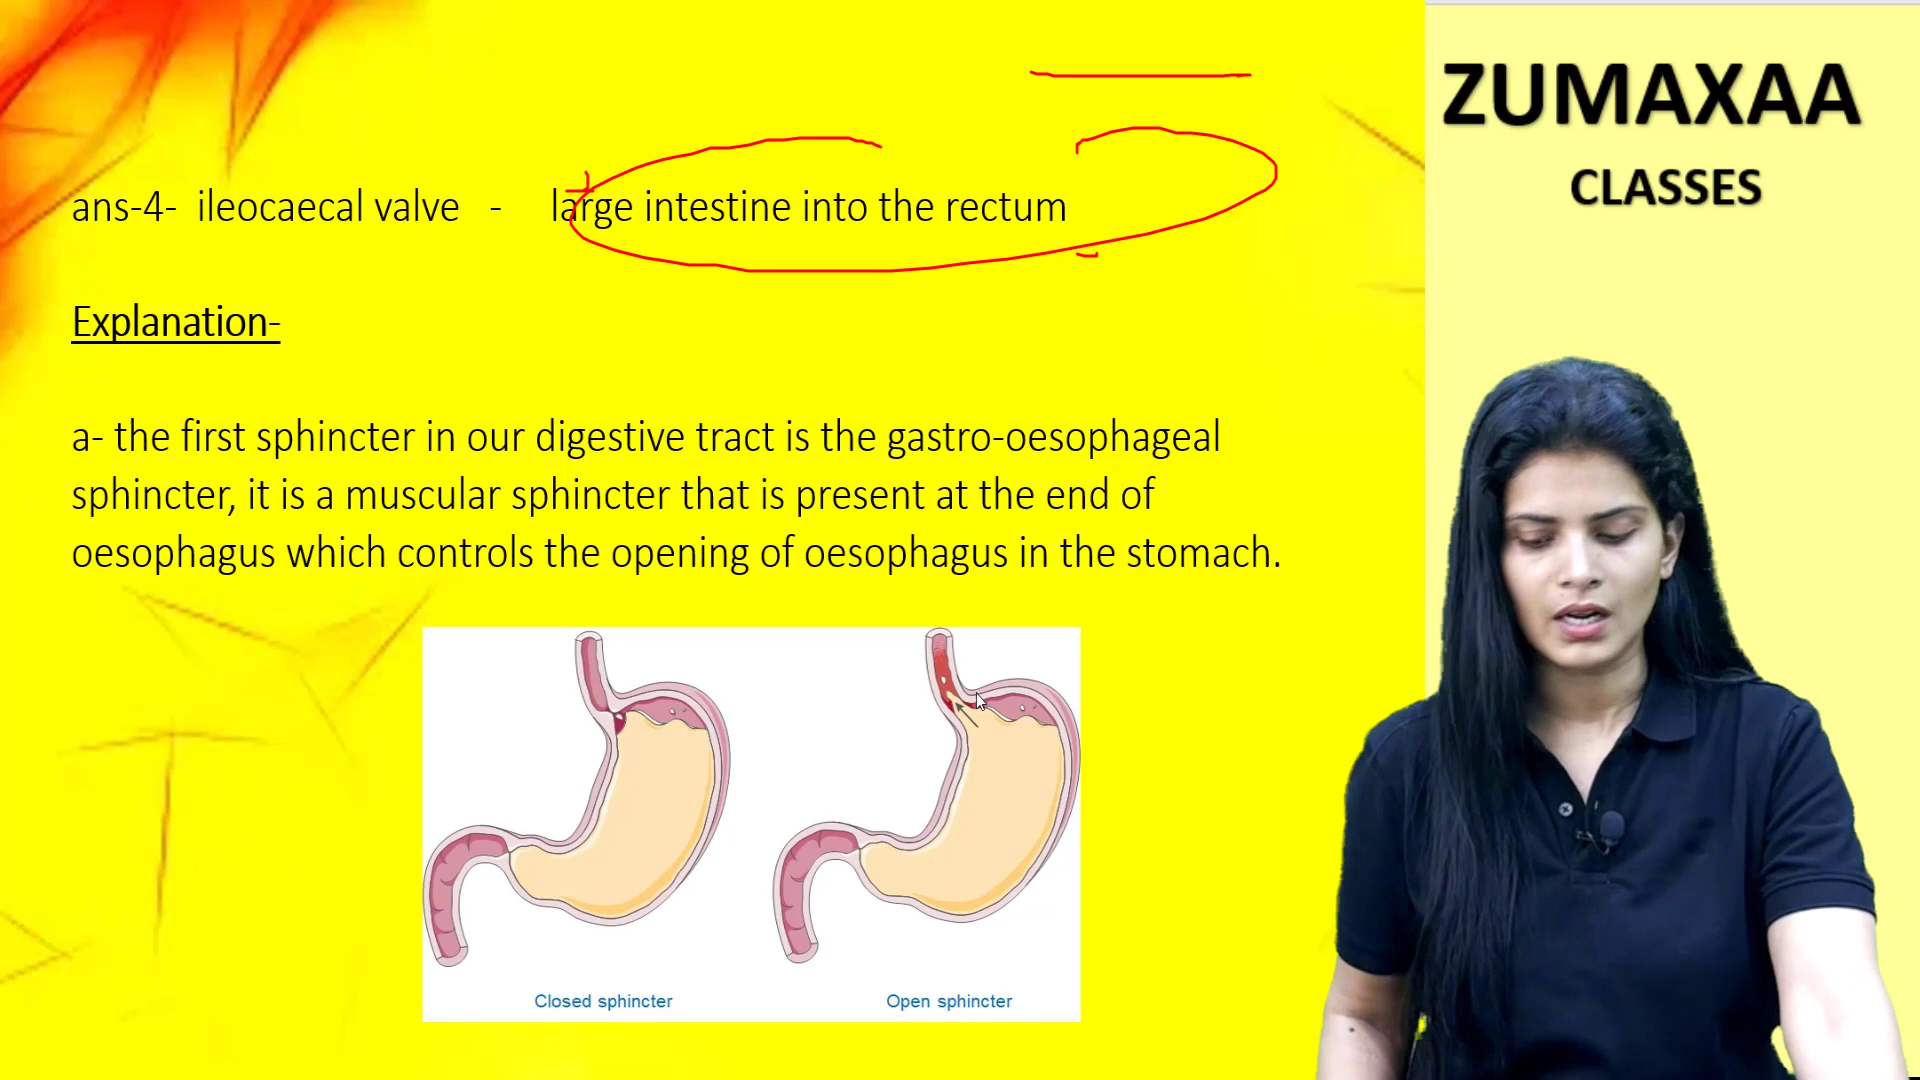 ZUMAXAA
CLASSES
ans-4- ileocaecal valve - large intestine into the rectum
Explanation-
a- the first sphincter in our digestive tract is the gastro-oesophageal
sphincter, it is a muscular sphincter that is present at the end of
oesophagus which controls the opening of oesophagus in the stomach.
Closed sphincter
Open sphincter